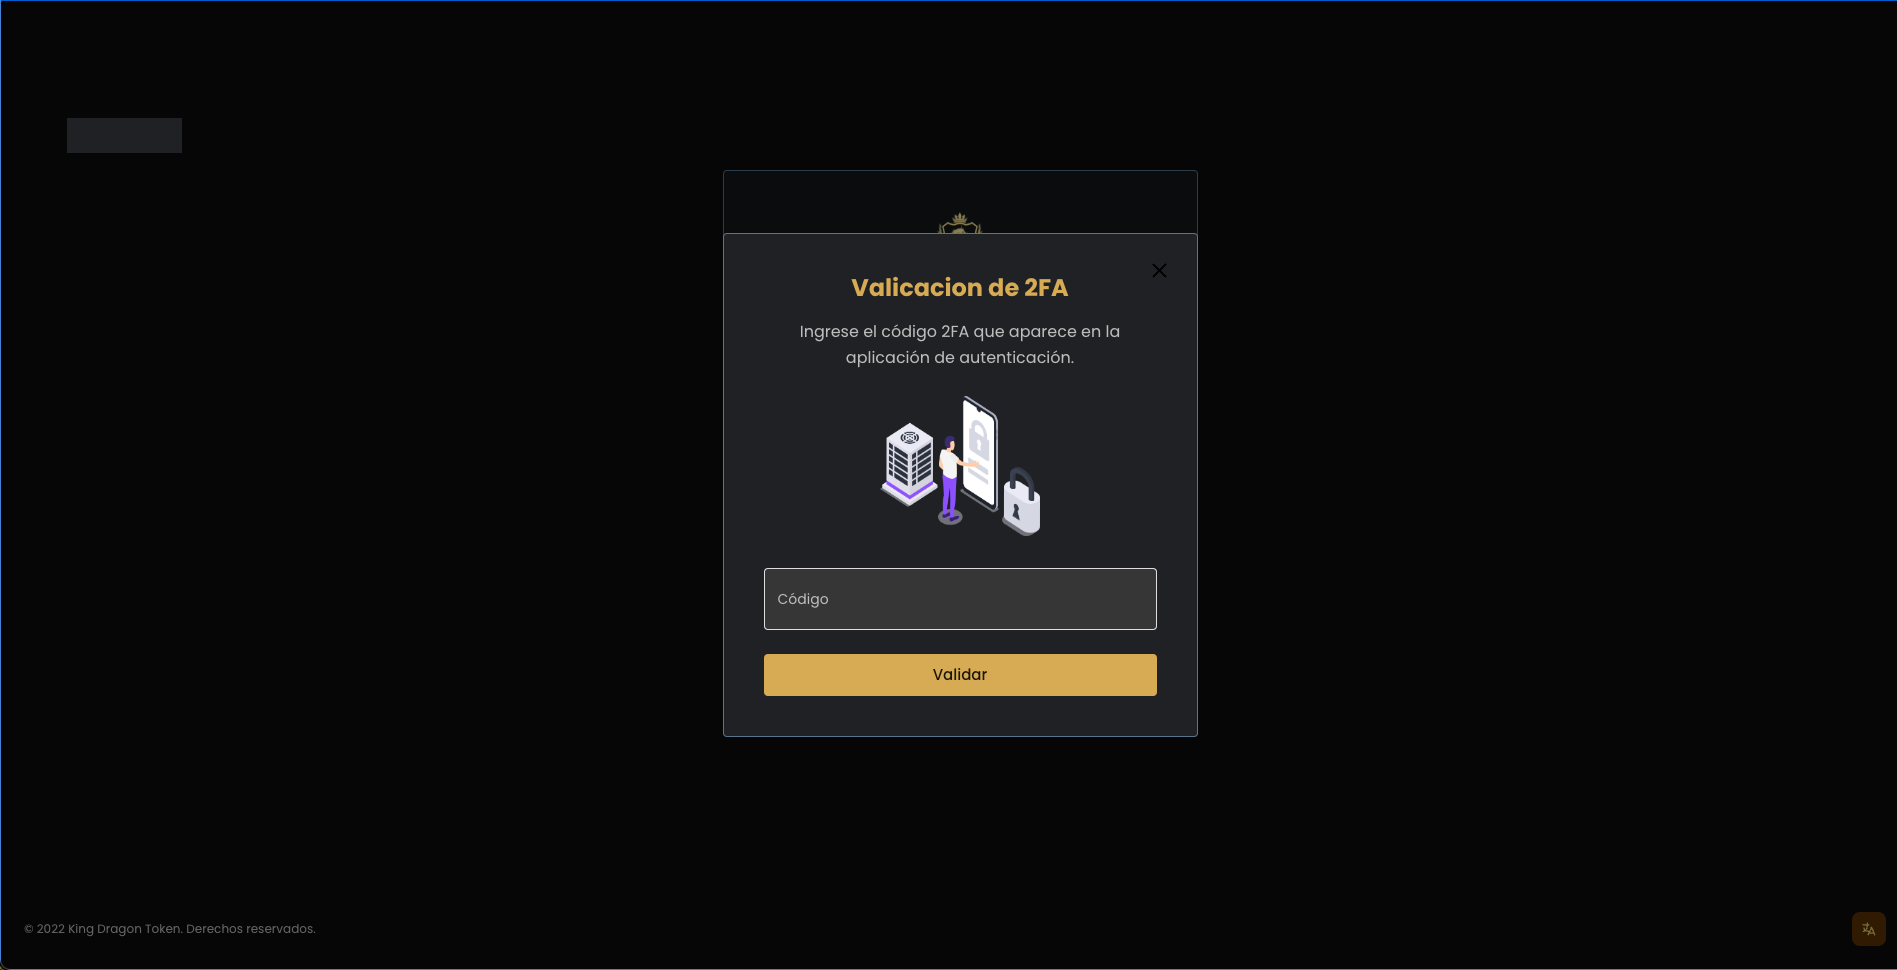 Valicacion de 2FA
Ingrese el código 2FA que aparece en la
aplicación de autenticación.
Código
Validar
© 2022 King Dragon Token. Derechos reservados.